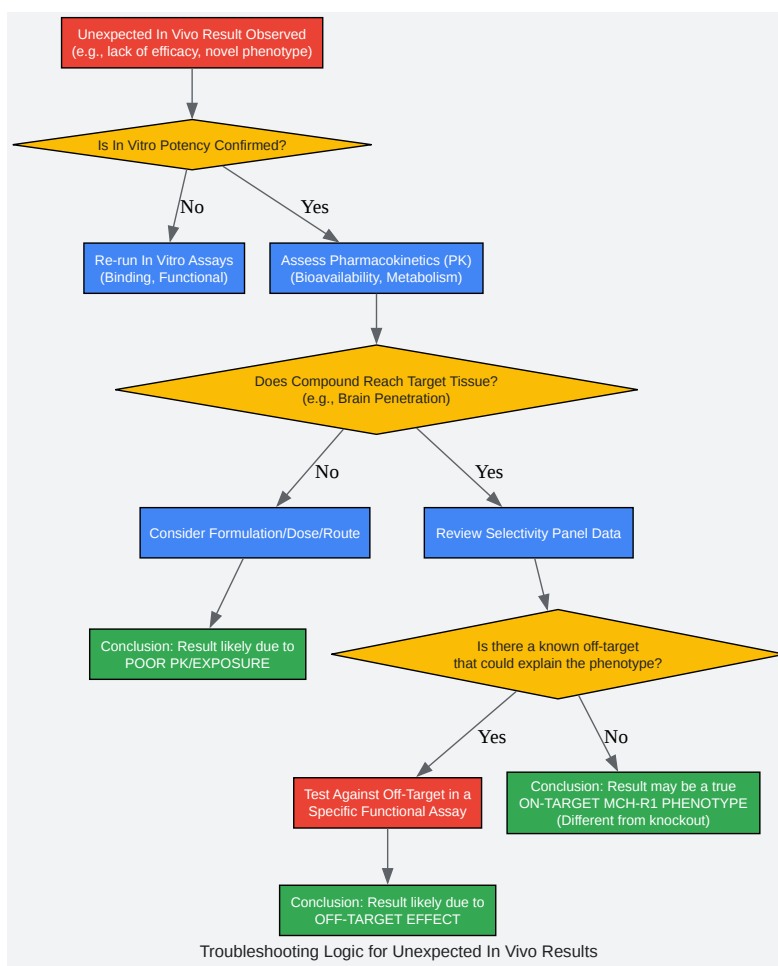 Unexpected In Vivo Result Observed
(e.g., lack of efficacy, novel phenotype)
Is In Vitro Potency Confirmed?
No
Yes
Re-run In Vitro Assays
(Binding, Functional)
Assess Pharmacokinetics (PK)
(Bioavailability, Metabolism)
Does Compound Reach Target Tissue?
(e.g., Brain Penetration)
No
Yes
Consider Formulation/Dose/Route
Review Selectivity Panel Data
Conclusion: Result likely due to
POOR PK/EXPOSURE
Is there a known off-target
that could explain the phenotype?
Yes
No
Test Against Off-Target in a
Specific Functional Assay
Conclusion: Result may be a true
ON-TARGET MCH-R1 PHENOTYPE
(Different from knockout)
Conclusion: Result likely due to
OFF-TARGET EFFECT
Troubleshooting Logic for Unexpected In Vivo Results